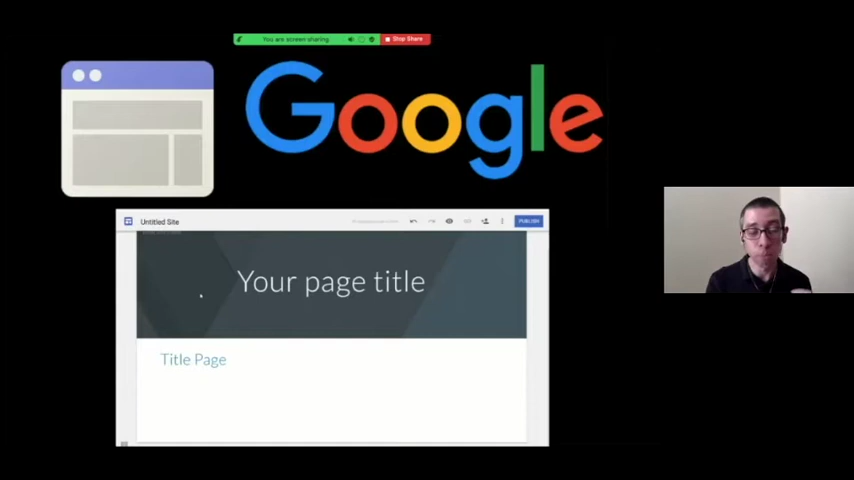 You are screen sharing
Stop Share
Google
Untitled Site
PUBLISH
Your page title
Title Page